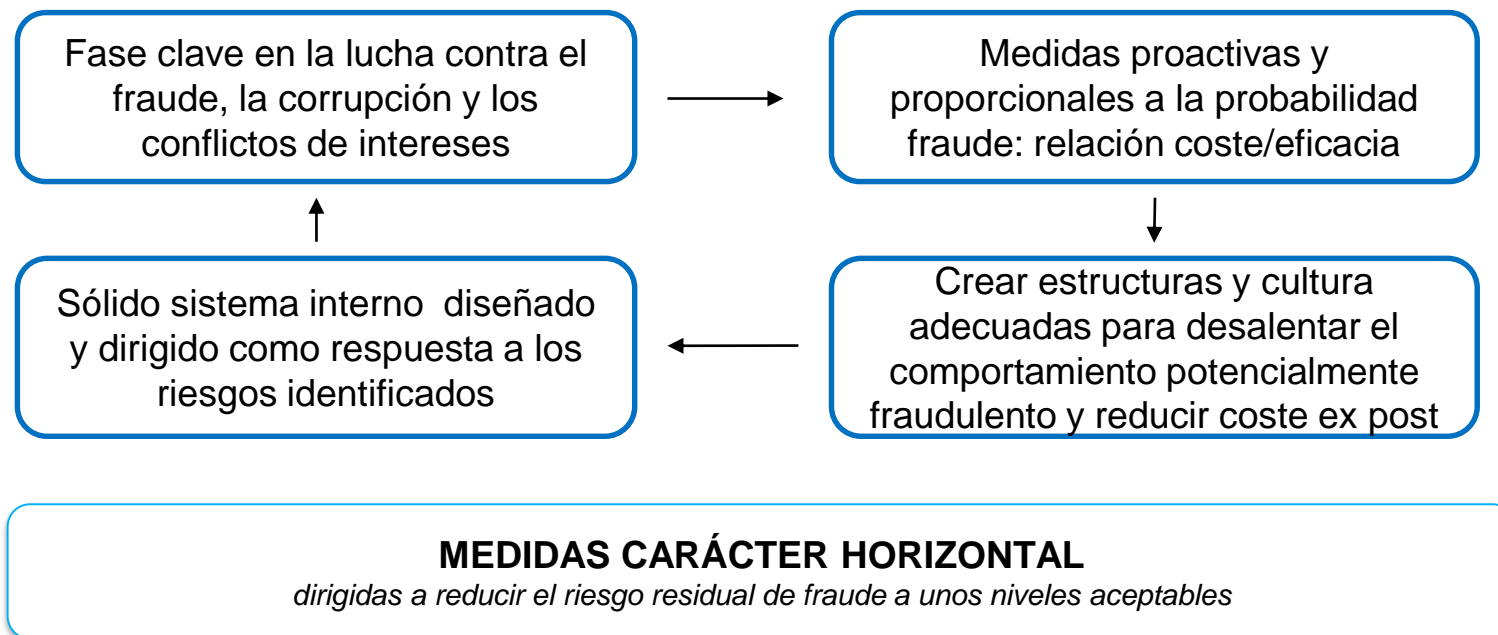 Fase clave en la lucha contra el
fraude, la corrupción y los
conflictos de intereses
Medidas proactivas y
proporcionales a la probabilidad
fraude: relación coste/eficacia
Sólido sistema interno diseñado
y dirigido como respuesta a los
riesgos identificados
Crear estructuras y cultura
adecuadas para desalentar el
comportamiento potencialmente
fraudulento y reducir coste ex post
MEDIDAS CARÁCTER HORIZONTAL
dirigidas a reducir el riesgo residual de fraude a unos niveles aceptables